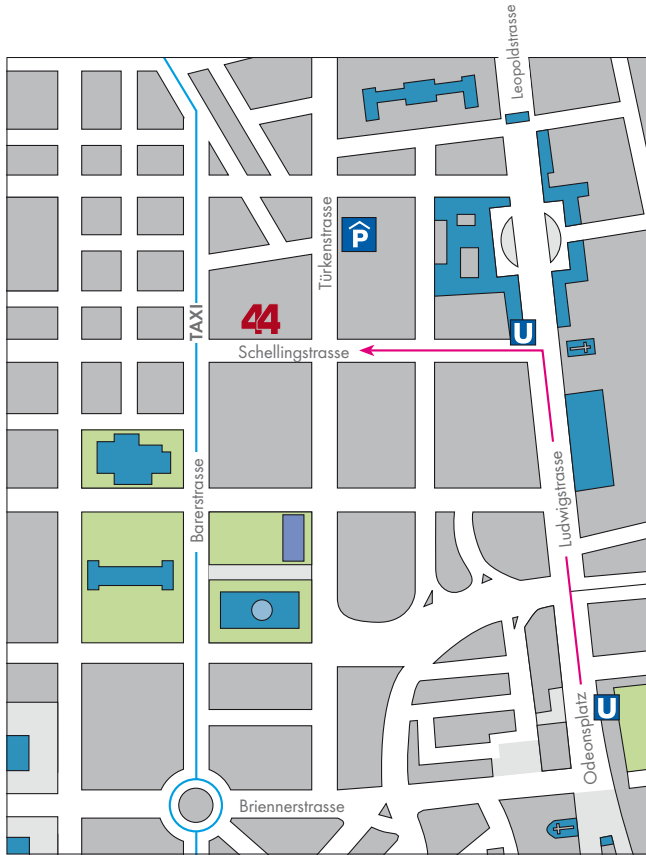 Leopoldstrasse
Türkenstrasse
P
TAXI
44
U
Schellingstrasse
Barerstrasse
Ludwigstrasse
U
Odeonsplatz
Briennerstrasse